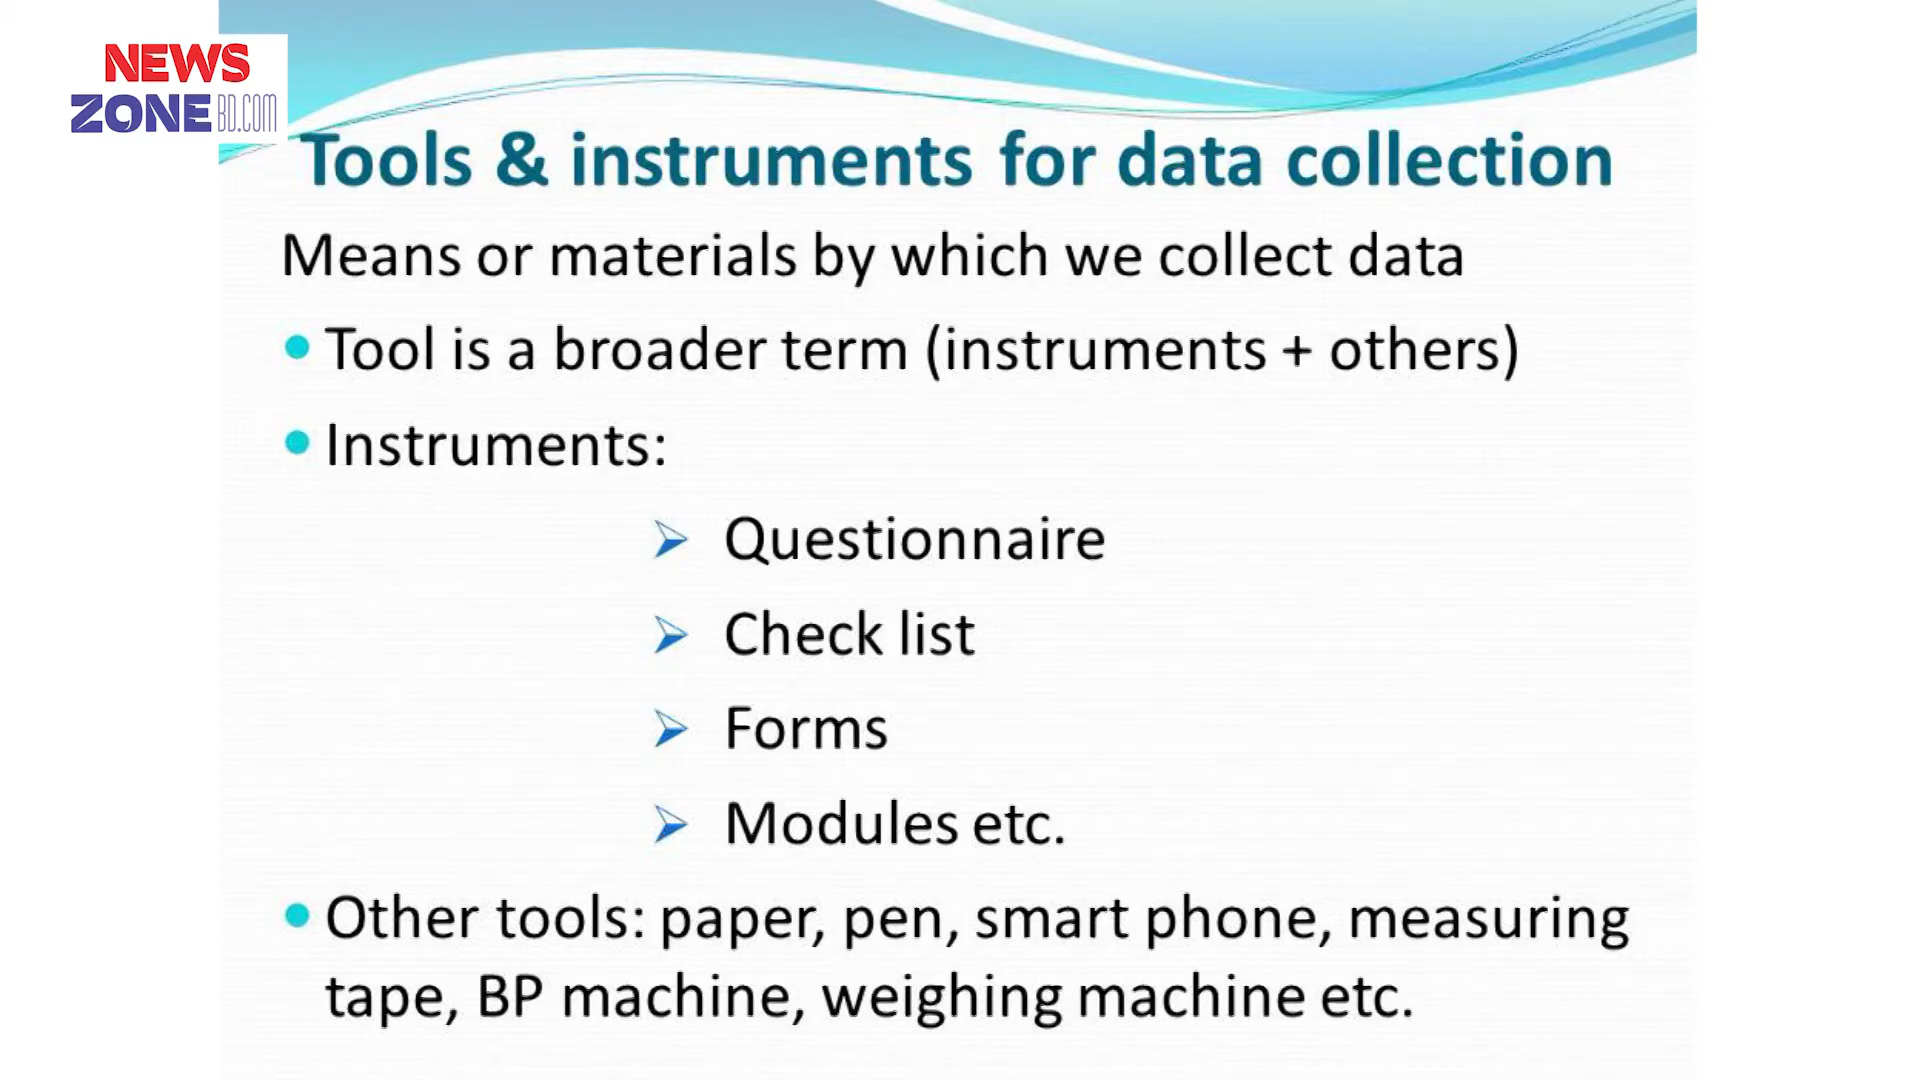 NEWS
ZONE BD.COM
Tools & instruments for data collection
Means or materials by which we collect data
• Tool is a broader term (instruments + others)
• Instruments:
➢ Questionnaire
➢ Check list
➢ Forms
➢ Modules etc.
• Other tools: paper, pen, smart phone, measuring
tape, BP machine, weighing machine etc.